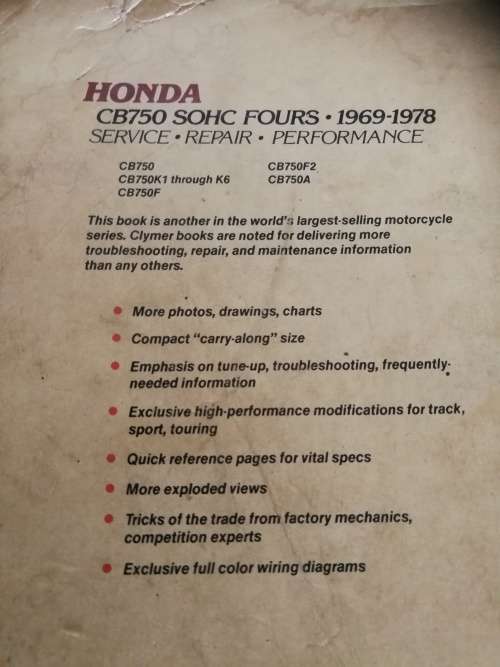 HONDA
CB750 SOHC FOURS • 1969-1978
SERVICE • REPAIR • PERFORMANCE
CB750
CB750K1 through K6
CB750F
CB750F2
CB750A
This book is another in the world's largest-selling motorcycle
series. Clymer books are noted for delivering more
troubleshooting, repair, and maintenance information
than any others.
• More photos, drawings, charts
• Compact “carry-along” size
• Emphasis on tune-up, troubleshooting, frequently-
needed information
• Exclusive high-performance modifications for track,
sport, touring
• Quick reference pages for vital specs
• More exploded views
• Tricks of the trade from factory mechanics,
competition experts
• Exclusive full color wiring diagrams